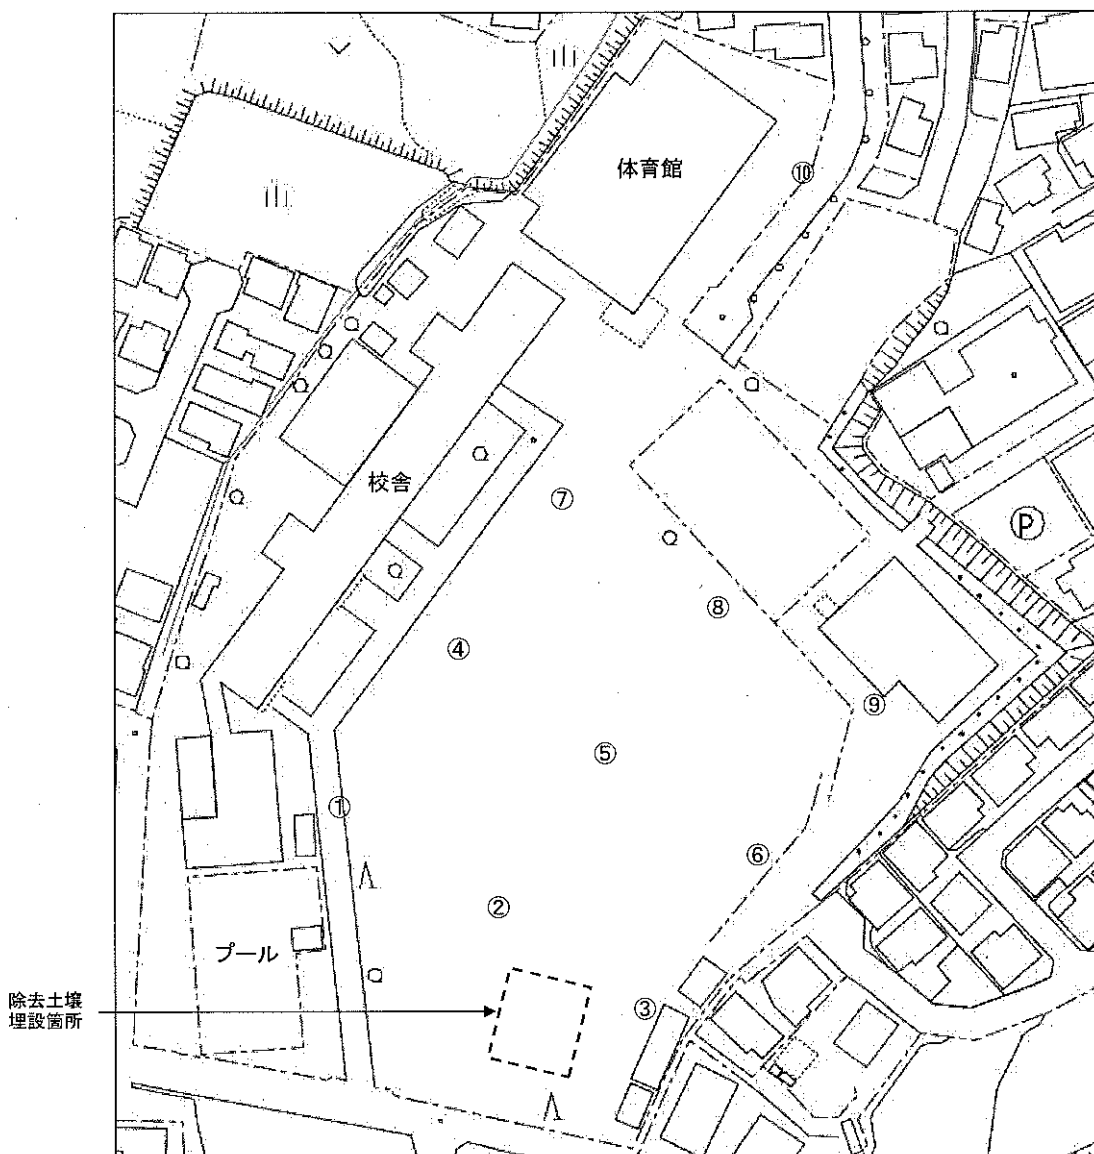 体育館
⑩
校舎
⑦
Ⓟ
⑧
④
⑨
⑤
①
⑥
②
プール
除去土壌
埋設箇所
③